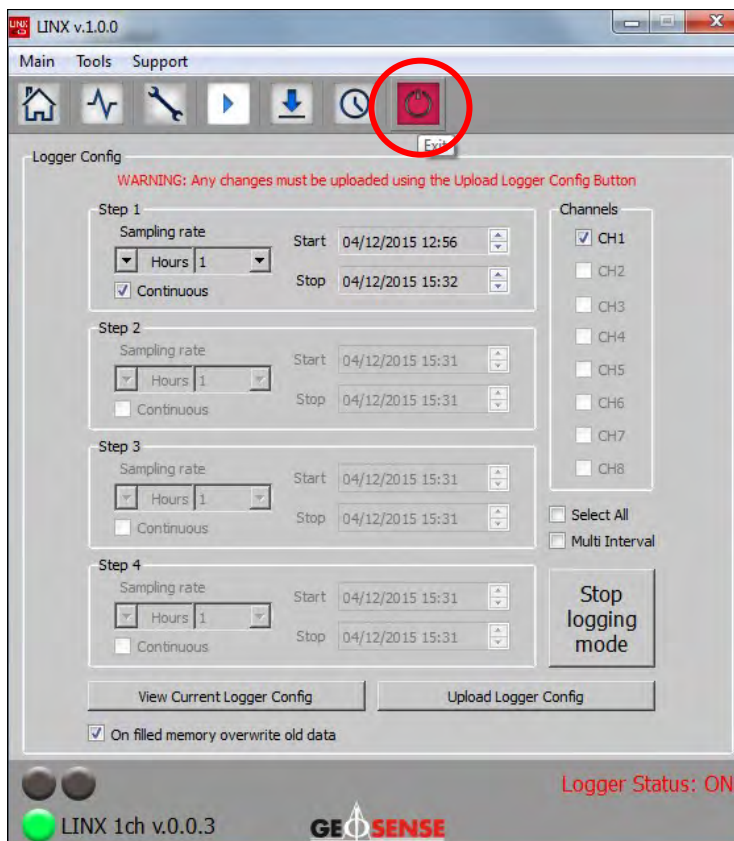 LINX v.1.0.0
Main Tools Support
Exit
Logger Config
WARNING: Any changes must be uploaded using the Upload Logger Config Button
Step 1
Sampling rate
Hours 1
Continuous
Start 04/12/2015 12:56
Stop 04/12/2015 15:32
Step 2
Sampling rate
Hours 1
Continuous
Start 04/12/2015 15:31
Stop 04/12/2015 15:31
Step 3
Sampling rate
Hours 1
Continuous
Start 04/12/2015 15:31
Stop 04/12/2015 15:31
Step 4
Sampling rate
Hours 1
Continuous
Start 04/12/2015 15:31
Stop 04/12/2015 15:31
Channels
CH1
CH2
CH3
CH4
CH5
CH6
CH7
CH8
Select All
Multi Interval
Stop
logging
mode
View Current Logger Config
Upload Logger Config
On filled memory overwrite old data
Logger Status: ON
LINX 1ch v.0.0.3
GEOSENSE